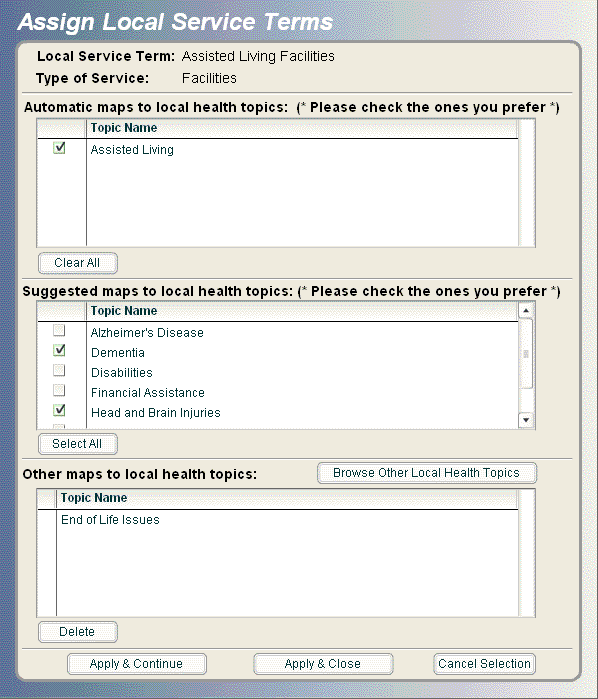 Assign Local Service Terms
Local Service Term: Assisted Living Facilities
Type of Service: Facilities
Automatic maps to local health topics: (* Please check the ones you prefer *)
Topic Name
Assisted Living
Clear All
Suggested maps to local health topics: (* Please check the ones you prefer *)
Topic Name
Alzheimer's Disease
Dementia
Disabilities
Financial Assistance
Head and Brain Injuries
Select All
Other maps to local health topics: Browse Other Local Health Topics
Topic Name
End of Life Issues
Delete
Apply & Continue Apply & Close Cancel Selection